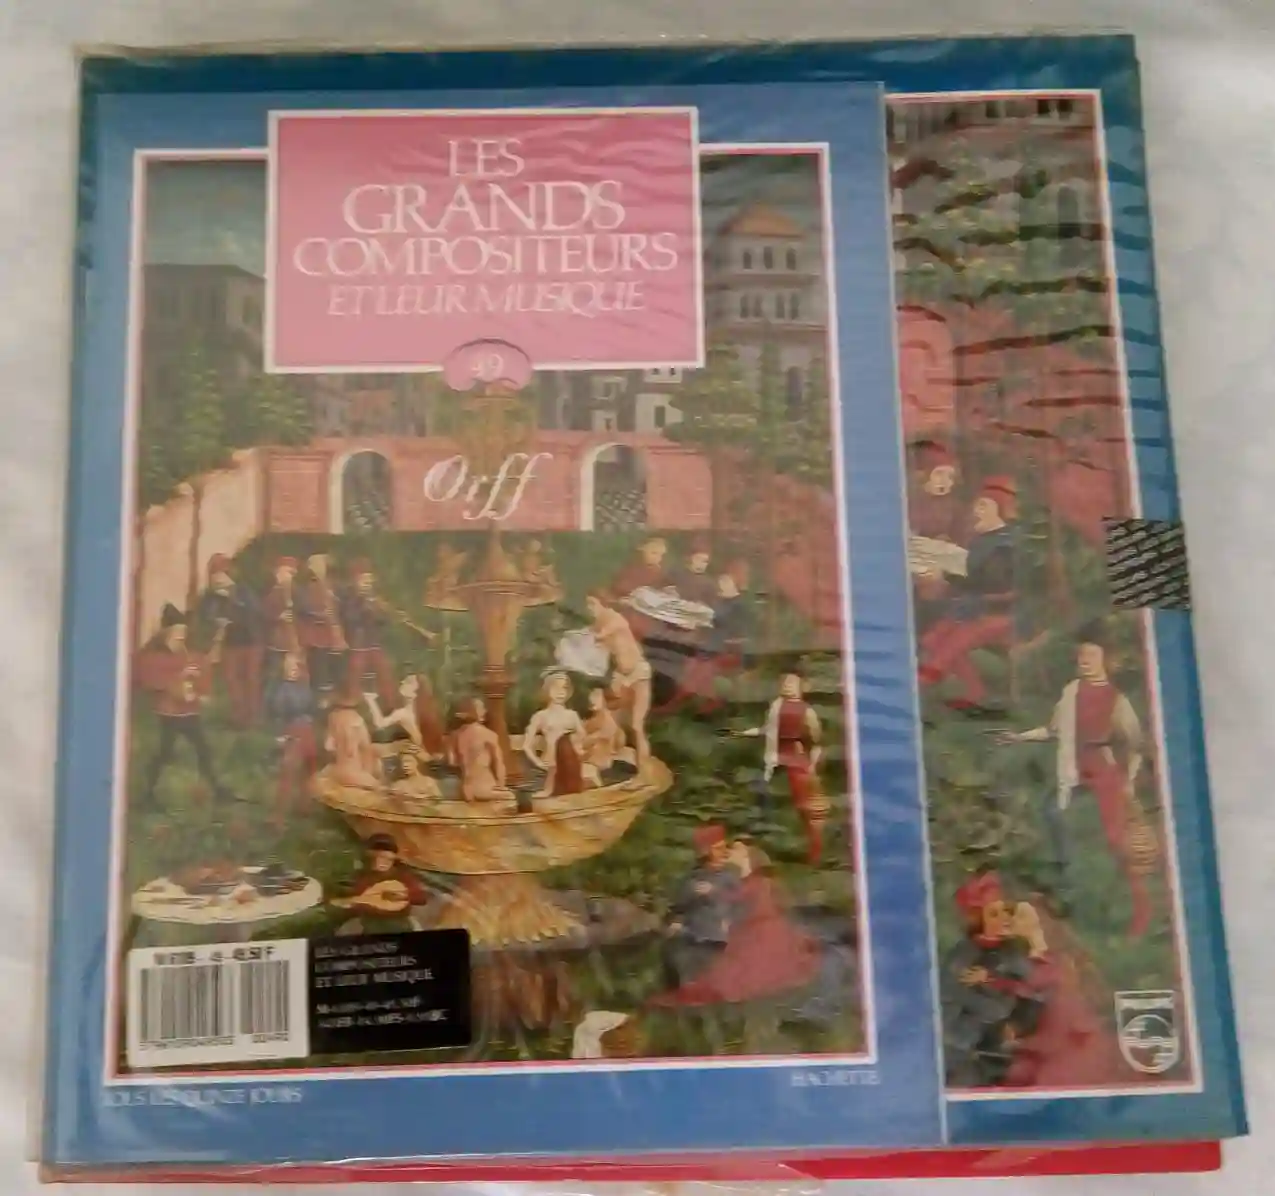 LES
GRANDS
COMPOSITEURS
ET LEUR MUSIQUE
49
Orff
LES GRANDS
COMPOSITEURS
ET LEUR MUSIQUE
TOUS LES QUINZE JOURS
HACHETTE
PHILIPS